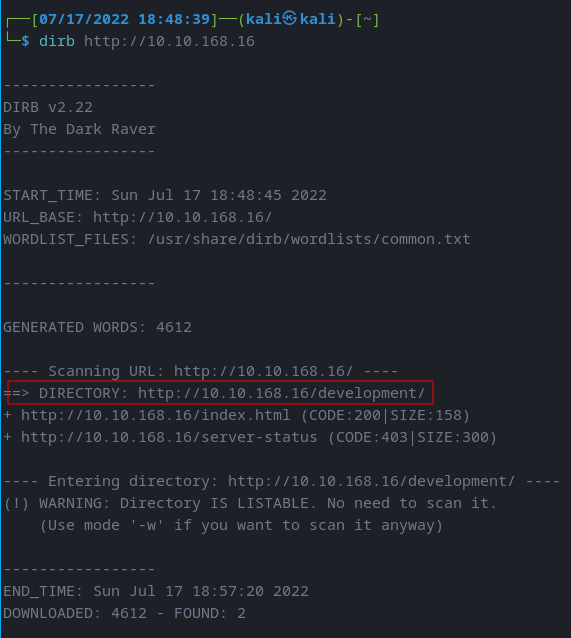 ┌──[07/17/2022 18:48:39]──(kali㉿kali)-[~]
└─$ dirb http://10.10.168.16
-----------------
DIRB v2.22
By The Dark Raver
-----------------
START_TIME: Sun Jul 17 18:48:45 2022
URL_BASE: http://10.10.168.16/
WORDLIST_FILES: /usr/share/dirb/wordlists/common.txt
-----------------
GENERATED WORDS: 4612
---- Scanning URL: http://10.10.168.16/ ----
==> DIRECTORY: http://10.10.168.16/development/
+ http://10.10.168.16/index.html (CODE:200|SIZE:158)
+ http://10.10.168.16/server-status (CODE:403|SIZE:300)
---- Entering directory: http://10.10.168.16/development/ ----
(!) WARNING: Directory IS LISTABLE. No need to scan it.
    (Use mode '-w' if you want to scan it anyway)
-----------------
END_TIME: Sun Jul 17 18:57:20 2022
DOWNLOADED: 4612 - FOUND: 2